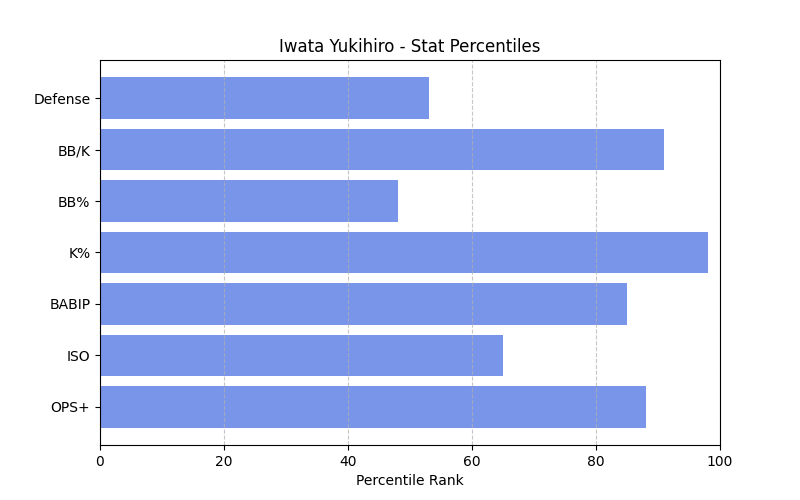 Iwata Yukihiro - Stat Percentiles
Defense
BB/K
BB%
K%
BABIP
ISO
OPS+
0 20 40 60 80 100
Percentile Rank